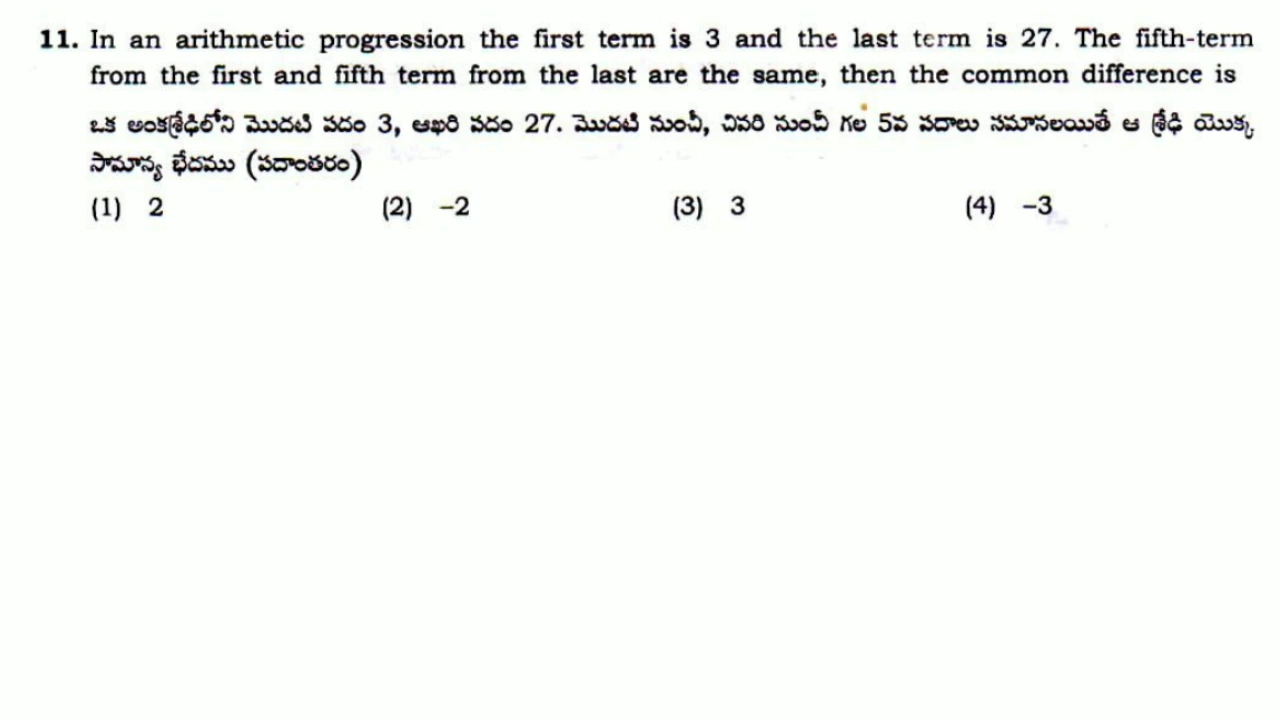 11. In an arithmetic progression the first term is 3 and the last term is 27. The fifth-term
from the first and fifth term from the last are the same, then the common difference is
ఒక అంకశ్రేఢిలోని మొదటి పదం 3, ఆఖరి పదం 27. మొదటి నుంచీ, చివరి నుంచీ గల 5వ పదాలు సమానలయితే ఆ శ్రేఢి యొక్క
సామాన్య భేదము (పదాంతరం)
(1) 2 (2) –2 (3) 3 (4) –3